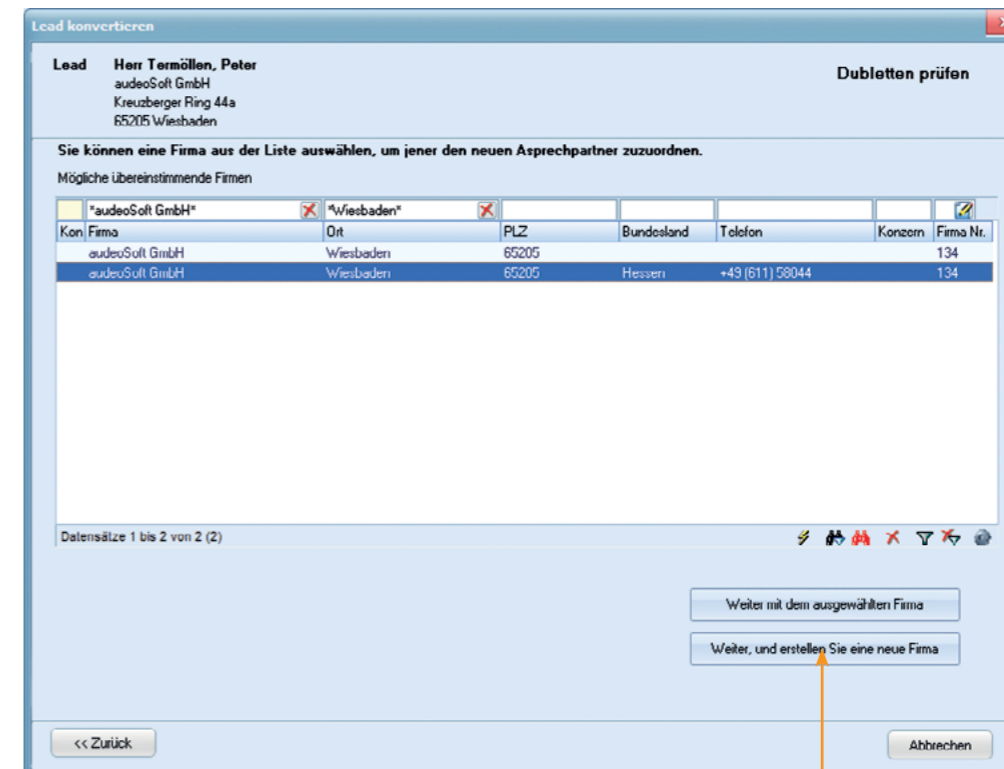 Lead konvertieren
Lead Herr Termöllen, Peter
audeoSoft GmbH
Kreuzberger Ring 44a
65205 Wiesbaden
Dubletten prüfen
Sie können eine Firma aus der Liste auswählen, um jener den neuen Asprechpartner zuzuordnen.
Mögliche übereinstimmende Firmen
*audeoSoft GmbH* *Wiesbaden*
Kon Firma Ort PLZ Bundesland Telefon Konzern Firma Nr.
audeoSoft GmbH Wiesbaden 65205 134
audeoSoft GmbH Wiesbaden 65205 Hessen +49 (611) 58044 134
Datensätze 1 bis 2 von 2 (2)
Weiter mit dem ausgewählten Firma
Weiter, und erstellen Sie eine neue Firma
<< Zurück Abbrechen